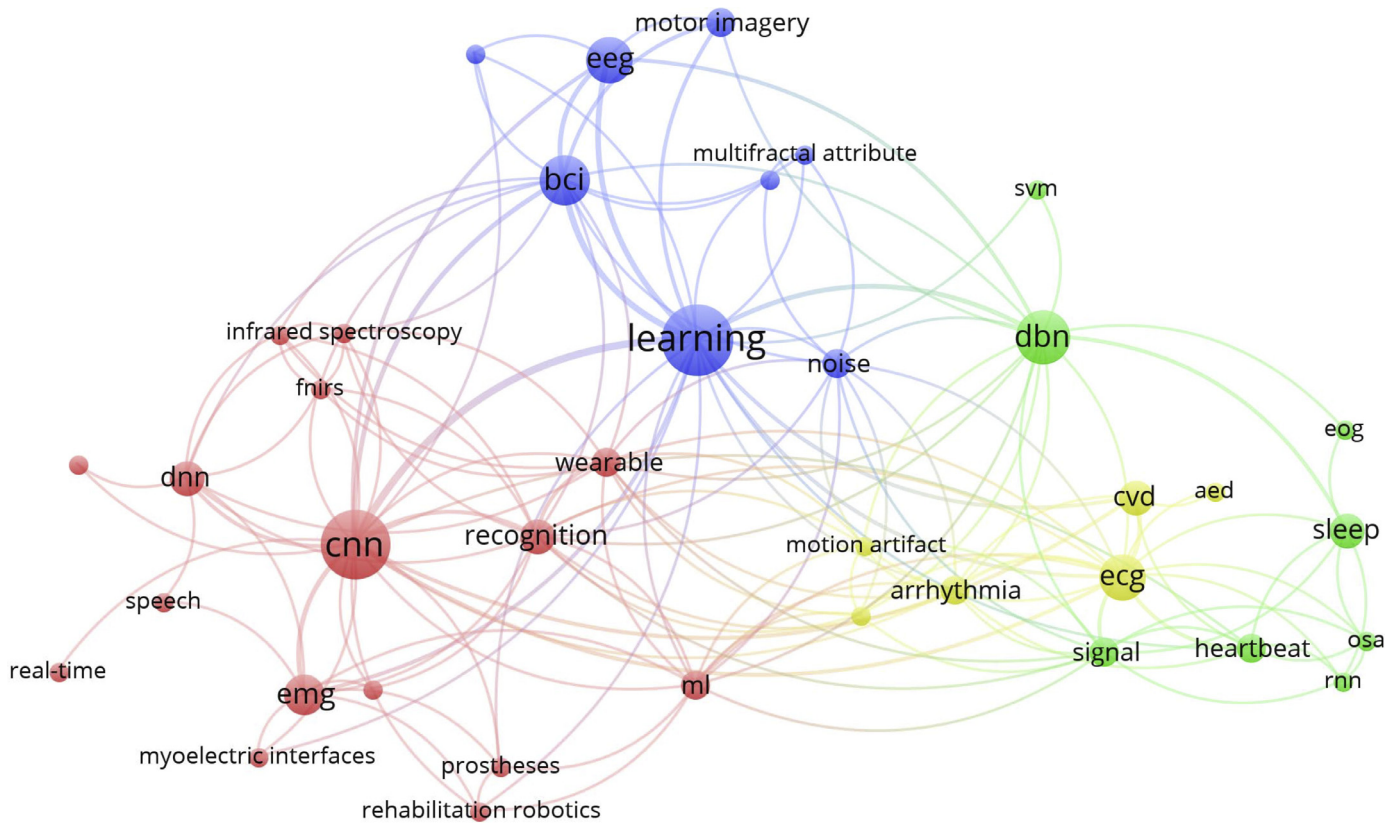 motor imagery
eeg
multifractal attribute
bci
svm
infrared spectroscopy
learning
dbn
noise
fnirs
eog
wearable
dnn
cvd
aed
recognition
cnn
motion artifact
sleep
ecg
arrhythmia
speech
signal
heartbeat
osa
real-time
emg
ml
rnn
myoelectric interfaces
prostheses
rehabilitation robotics